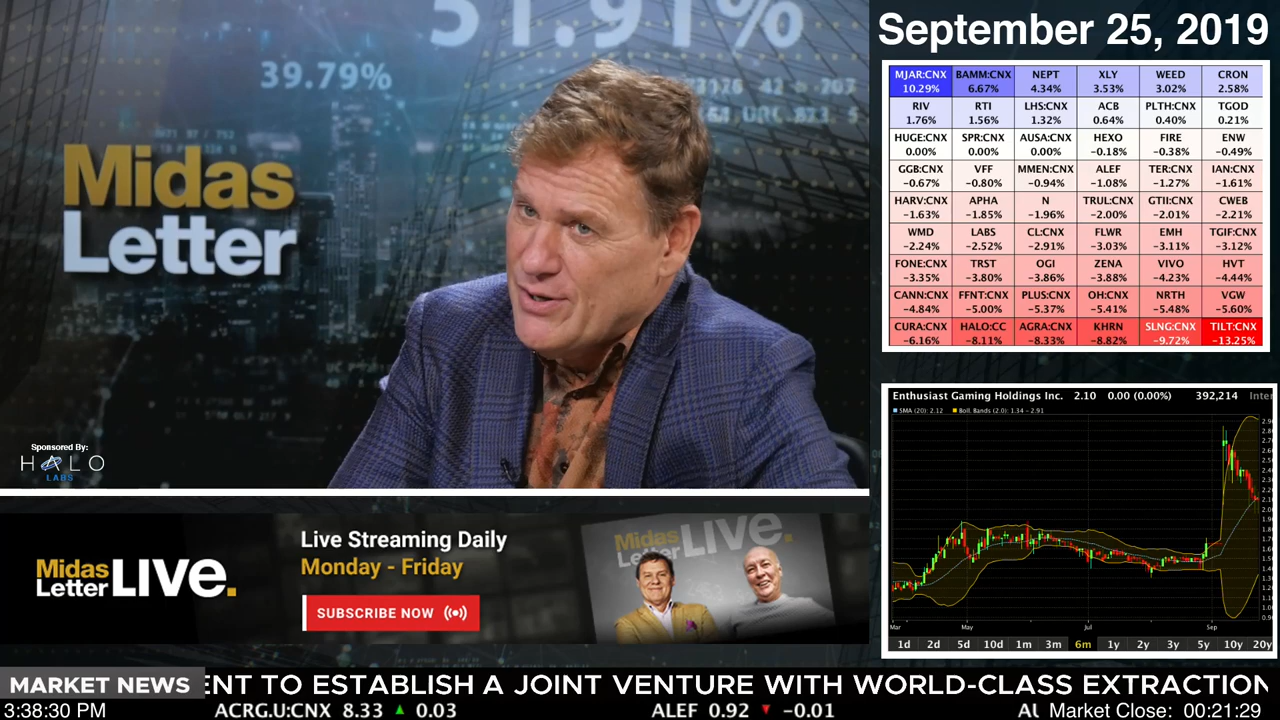 51.91%
39.79%
Midas
Letter
Sponsored By:
HALO
LABS
September 25, 2019
MJAR:CNX BAMM:CNX NEPT XLY WEED CRON
10.29% 6.67% 4.34% 3.53% 3.02% 2.58%
RIV RTI LHS:CNX ACB PLTH:CNX TGOD
1.76% 1.56% 1.32% 0.64% 0.40% 0.21%
HUGE:CNX SPR:CNX AUSA:CNX HEXO FIRE ENW
0.00% 0.00% 0.00% -0.18% -0.38% -0.49%
GGB:CNX VFF MMEN:CNX ALEF TER:CNX IAN:CNX
-0.67% -0.80% -0.94% -1.08% -1.27% -1.61%
HARV:CNX APHA N TRUL:CNX GTII:CNX CWEB
-1.63% -1.85% -1.96% -2.00% -2.01% -2.21%
WMD LABS CL:CNX FLWR EMH TGIF:CNX
-2.24% -2.52% -2.91% -3.03% -3.11% -3.12%
FONE:CNX TRST OGI ZENA VIVO HVT
-3.35% -3.80% -3.86% -3.88% -4.23% -4.44%
CANN:CNX FFNT:CNX PLUS:CNX OH:CNX NRTH VGW
-4.84% -5.00% -5.37% -5.41% -5.48% -5.60%
CURA:CNX HALO:CC AGRA:CNX KHRN SLNG:CNX TILT:CNX
-6.16% -8.11% -8.33% -8.82% -9.72% -13.25%
Enthusiast Gaming Holdings Inc. 2.10 0.00 (0.00%) 392,214 Inter
SMA (20): 2.12 Boll. Bands (2.0): 1.34 - 2.91
Mar May Jul Sep
1d 2d 5d 10d 1m 3m 6m 1y 2y 3y 5y 10y 20y
Midas
Letter LIVE.
Live Streaming Daily
Monday - Friday
SUBSCRIBE NOW
Midas
Letter LIVE.
MARKET NEWS ENT TO ESTABLISH A JOINT VENTURE WITH WORLD-CLASS EXTRACTION
3:38:30 PM ACRG.U:CNX 8.33 ▲ 0.03 ALEF 0.92 ▼ -0.01 AU Market Close: 00:21:29